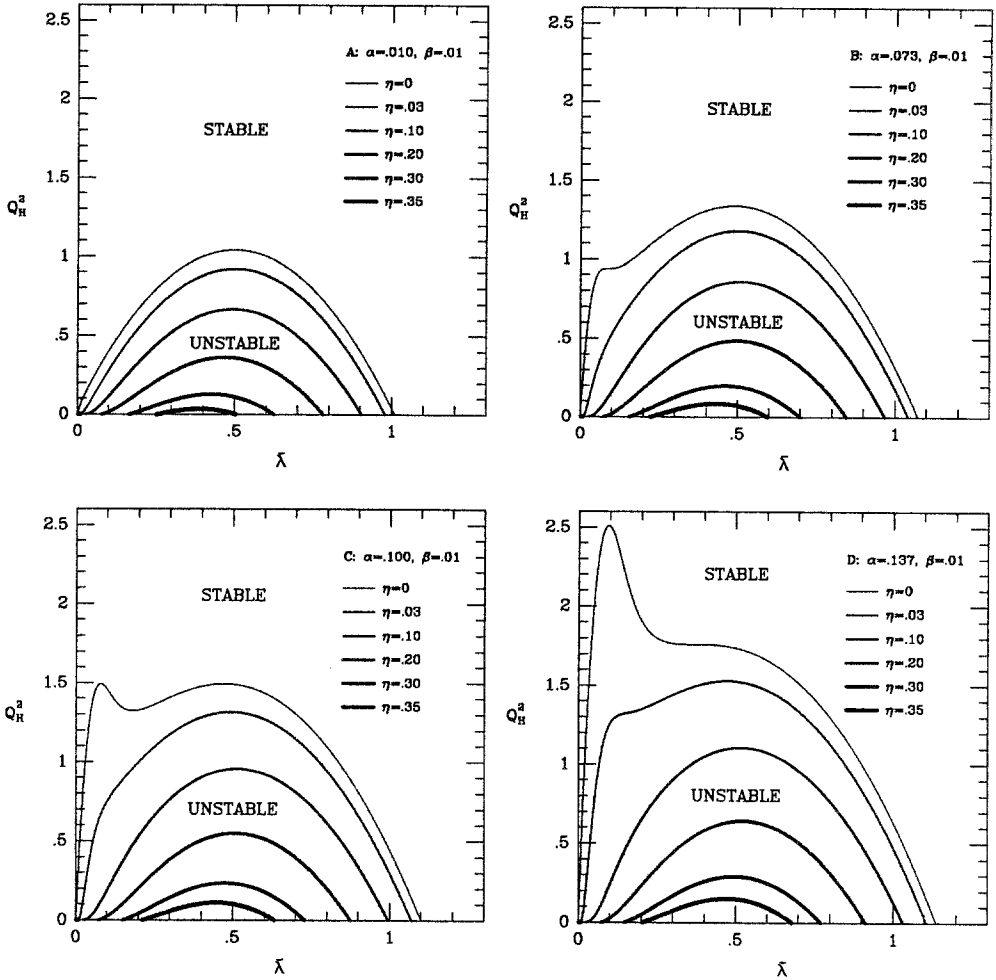 A: α=.010, β=.01
η=0
η=.03
η=.10
η=.20
η=.30
η=.35
STABLE
UNSTABLE
2.5
2
1.5
1
.5
0
Q_H^2
0
.5
1
λ̄
B: α=.073, β=.01
η=0
η=.03
η=.10
η=.20
η=.30
η=.35
STABLE
UNSTABLE
2.5
2
1.5
1
.5
0
Q_H^2
0
.5
1
λ̄
C: α=.100, β=.01
η=0
η=.03
η=.10
η=.20
η=.30
η=.35
STABLE
UNSTABLE
2.5
2
1.5
1
.5
0
Q_H^2
0
.5
1
λ̄
D: α=.137, β=.01
η=0
η=.03
η=.10
η=.20
η=.30
η=.35
STABLE
UNSTABLE
2.5
2
1.5
1
.5
0
Q_H^2
0
.5
1
λ̄